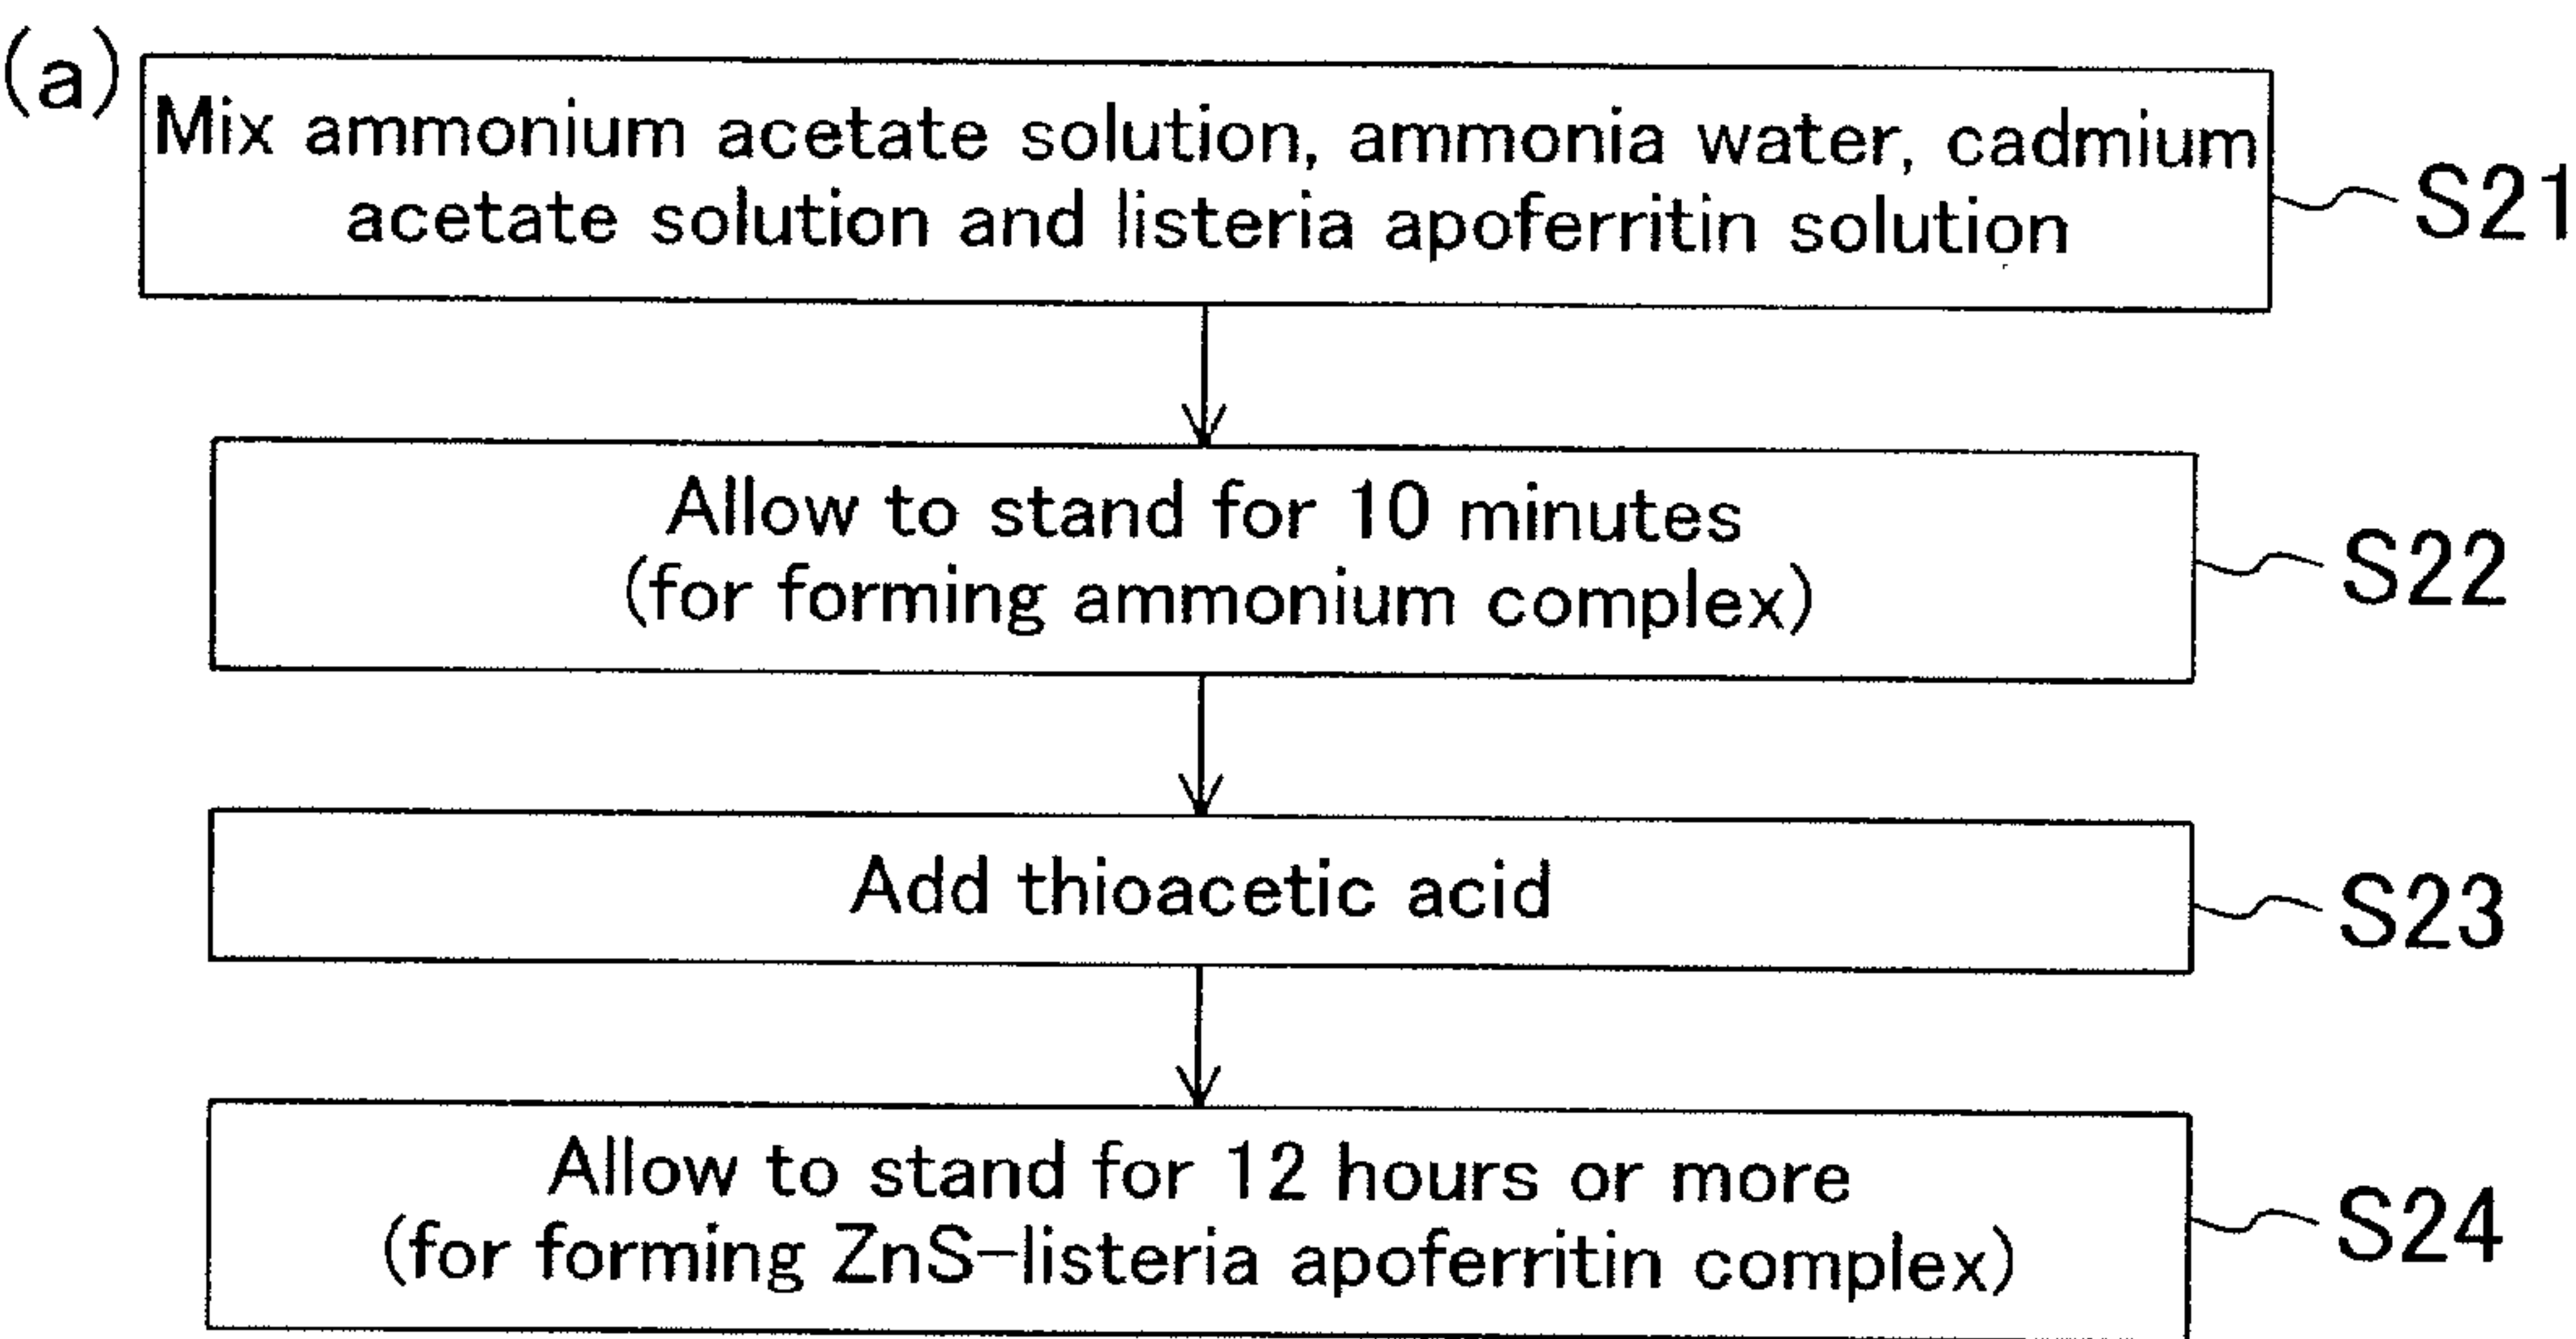 (a)
Mix ammonium acetate solution, ammonia water, cadmium
acetate solution and listeria apoferritin solution
S21
Allow to stand for 10 minutes
(for forming ammonium complex)
S22
Add thioacetic acid
S23
Allow to stand for 12 hours or more
(for forming ZnS-listeria apoferritin complex)
S24